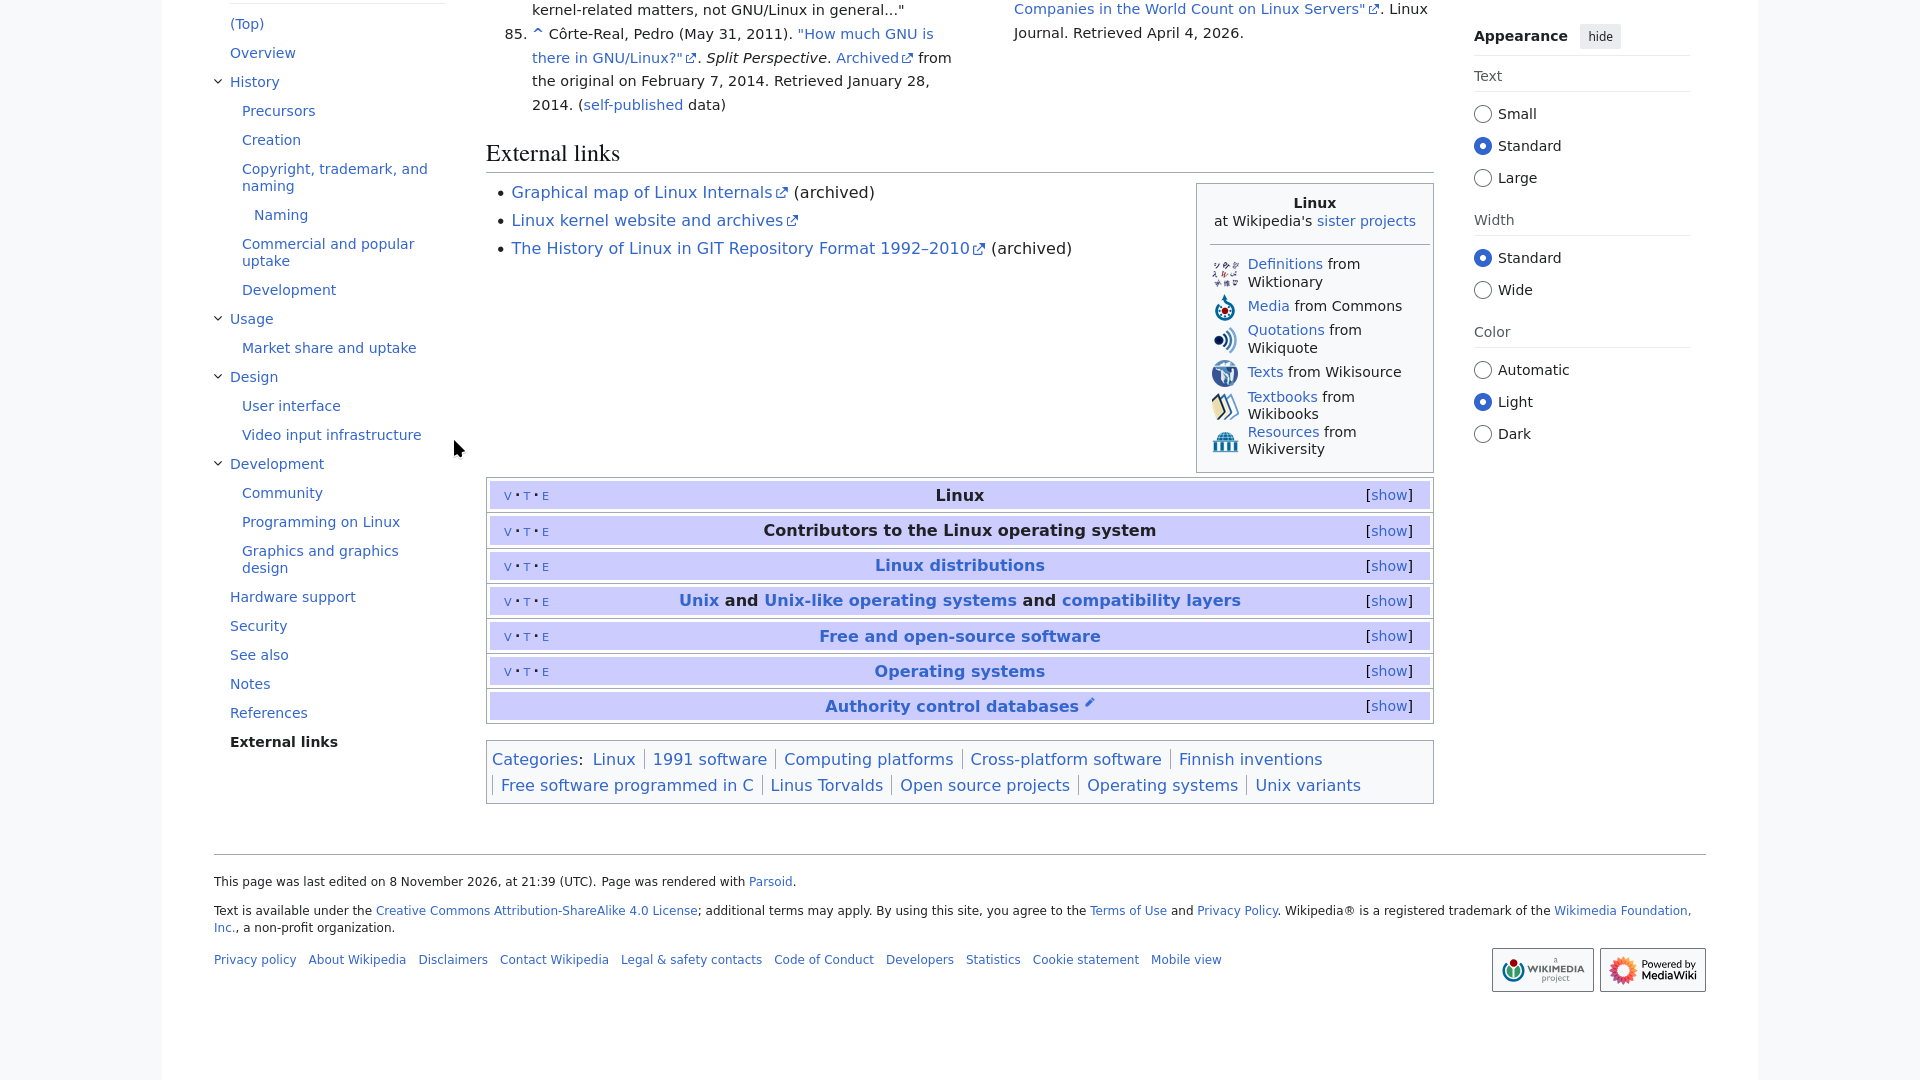 (Top)
Overview
History
Precursors
Creation
Copyright, trademark, and
naming
Naming
Commercial and popular
uptake
Development
Usage
Market share and uptake
Design
User interface
Video input infrastructure
Development
Community
Programming on Linux
Graphics and graphics
design
Hardware support
Security
See also
Notes
References
External links
kernel-related matters, not GNU/Linux in general..."
85. ^ Côrte-Real, Pedro (May 31, 2011). "How much GNU is
there in GNU/Linux?". Split Perspective. Archived from
the original on February 7, 2014. Retrieved January 28,
2014. (self-published data)
Companies in the World Count on Linux Servers". Linux
Journal. Retrieved April 4, 2026.
External links
• Graphical map of Linux Internals (archived)
• Linux kernel website and archives
• The History of Linux in GIT Repository Format 1992–2010 (archived)
Linux
at Wikipedia's sister projects
Definitions from
Wiktionary
Media from Commons
Quotations from
Wikiquote
Texts from Wikisource
Textbooks from
Wikibooks
Resources from
Wikiversity
V · T · E Linux [show]
V · T · E Contributors to the Linux operating system [show]
V · T · E Linux distributions [show]
V · T · E Unix and Unix-like operating systems and compatibility layers [show]
V · T · E Free and open-source software [show]
V · T · E Operating systems [show]
Authority control databases [show]
Categories: Linux | 1991 software | Computing platforms | Cross-platform software | Finnish inventions
| Free software programmed in C | Linus Torvalds | Open source projects | Operating systems | Unix variants
Appearance hide
Text
Small
Standard
Large
Width
Standard
Wide
Color
Automatic
Light
Dark
This page was last edited on 8 November 2026, at 21:39 (UTC). Page was rendered with Parsoid.
Text is available under the Creative Commons Attribution-ShareAlike 4.0 License; additional terms may apply. By using this site, you agree to the Terms of Use and Privacy Policy. Wikipedia® is a registered trademark of the Wikimedia Foundation,
Inc., a non-profit organization.
Privacy policy About Wikipedia Disclaimers Contact Wikipedia Legal & safety contacts Code of Conduct Developers Statistics Cookie statement Mobile view
a
WIKIMEDIA
project
Powered by
MediaWiki